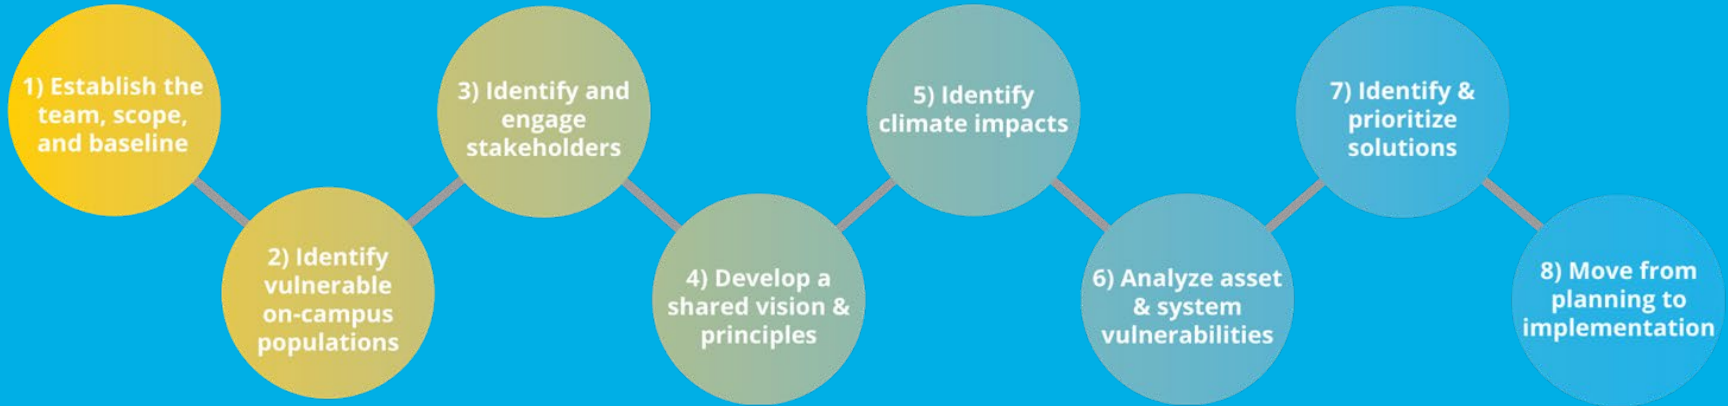 1) Establish the
team, scope,
and baseline
2) Identify
vulnerable
on-campus
populations
3) Identify and
engage
stakeholders
4) Develop a
shared vision &
principles
5) Identify
climate impacts
6) Analyze asset
& system
vulnerabilities
7) Identify &
prioritize
solutions
8) Move from
planning to
implementation